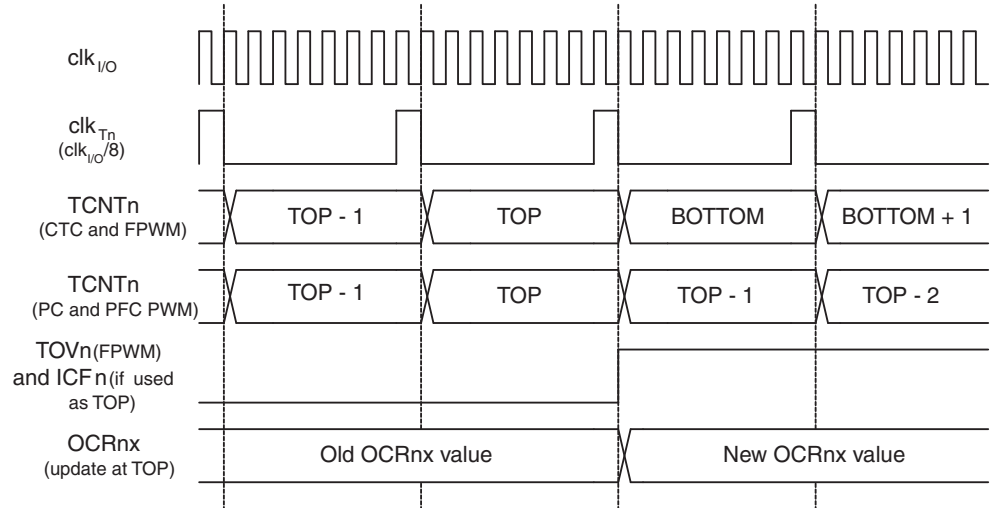 clkI/O
clkTn
(clkI/O/8)
TCNTn
(CTC and FPWM)
TOP - 1
TOP
BOTTOM
BOTTOM + 1
TCNTn
(PC and PFC PWM)
TOP - 1
TOP
TOP - 1
TOP - 2
TOVn(FPWM)
and ICFn(if used
as TOP)
OCRnx
(update at TOP)
Old OCRnx value
New OCRnx value